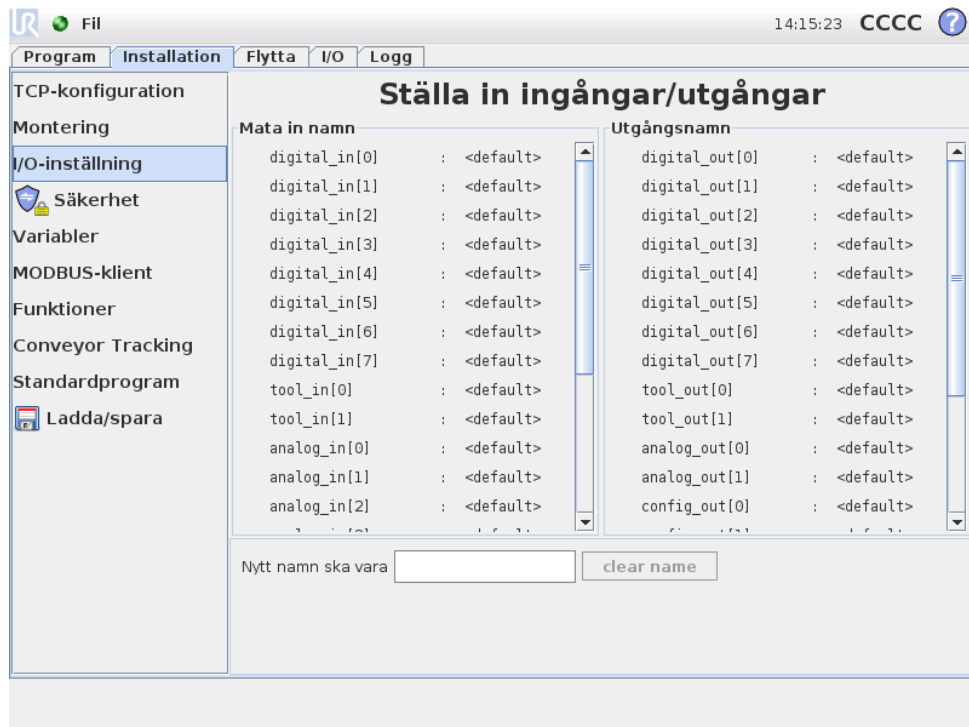 UR Fil 14:15:23 CCCC ?
Program Installation Flytta I/O Logg
TCP-konfiguration
Montering
I/O-inställning
Säkerhet
Variabler
MODBUS-klient
Funktioner
Conveyor Tracking
Standardprogram
Ladda/spara
Ställa in ingångar/utgångar
Mata in namn
digital_in[0] : <default>
digital_in[1] : <default>
digital_in[2] : <default>
digital_in[3] : <default>
digital_in[4] : <default>
digital_in[5] : <default>
digital_in[6] : <default>
digital_in[7] : <default>
tool_in[0] : <default>
tool_in[1] : <default>
analog_in[0] : <default>
analog_in[1] : <default>
analog_in[2] : <default>
Utgångsnamn
digital_out[0] : <default>
digital_out[1] : <default>
digital_out[2] : <default>
digital_out[3] : <default>
digital_out[4] : <default>
digital_out[5] : <default>
digital_out[6] : <default>
digital_out[7] : <default>
tool_out[0] : <default>
tool_out[1] : <default>
analog_out[0] : <default>
analog_out[1] : <default>
config_out[0] : <default>
Nytt namn ska vara
clear name